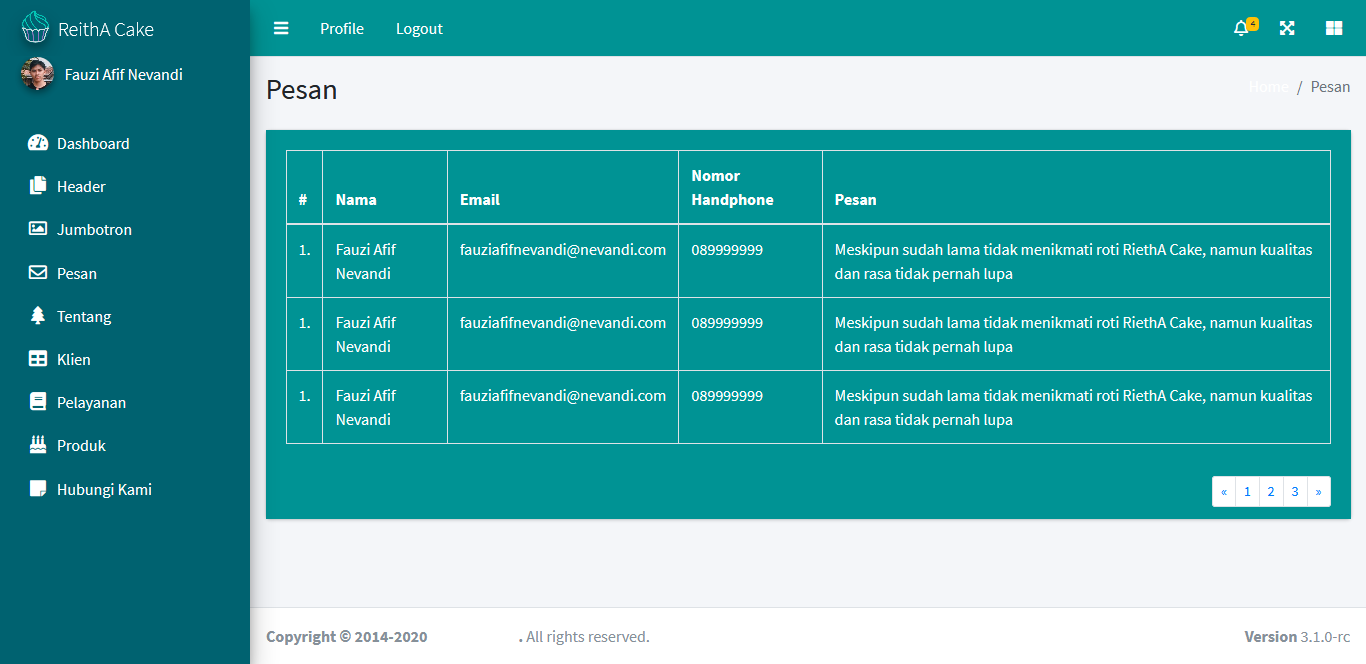 ReithA Cake
Profile
Logout
4
Fauzi Afif Nevandi
Pesan
Home / Pesan
Dashboard
Header
Jumbotron
Pesan
Tentang
Klien
Pelayanan
Produk
Hubungi Kami
# Nama Email Nomor Handphone Pesan
1. Fauzi Afif fauziafifnevandi@nevandi.com 089999999 Meskipun sudah lama tidak menikmati roti RiethA Cake, namun kualitas
Nevandi dan rasa tidak pernah lupa
1. Fauzi Afif fauziafifnevandi@nevandi.com 089999999 Meskipun sudah lama tidak menikmati roti RiethA Cake, namun kualitas
Nevandi dan rasa tidak pernah lupa
1. Fauzi Afif fauziafifnevandi@nevandi.com 089999999 Meskipun sudah lama tidak menikmati roti RiethA Cake, namun kualitas
Nevandi dan rasa tidak pernah lupa
« 1 2 3 »
Copyright © 2014-2020 . All rights reserved.
Version 3.1.0-rc